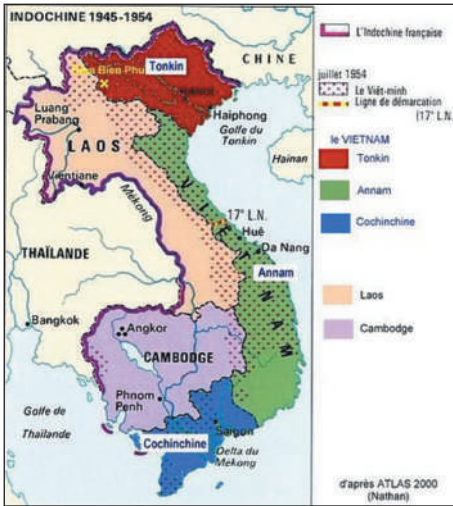 INDOCHINE 1945-1954
Tonkin
CHINE
Dien Bien Phu
Haiphong
Golfe du
Tonkin
Luang
Prabang
LAOS
Hainan
Vientiane
Mékong
VIETNAM
17° L.N.
Huê
Da Nang
THAÏLANDE
Annam
Bangkok
Angkor
CAMBODGE
Phnom
Penh
Golfe de
Thaïlande
Cochinchine
Saïgon
Delta du
Mekong
L'Indochine française
juillet 1954
Le Viêt-minh
Ligne de démarcation
(17° L.N.)
le VIETNAM
Tonkin
Annam
Cochinchine
Laos
Cambodge
d'après ATLAS 2000
(Nathan)